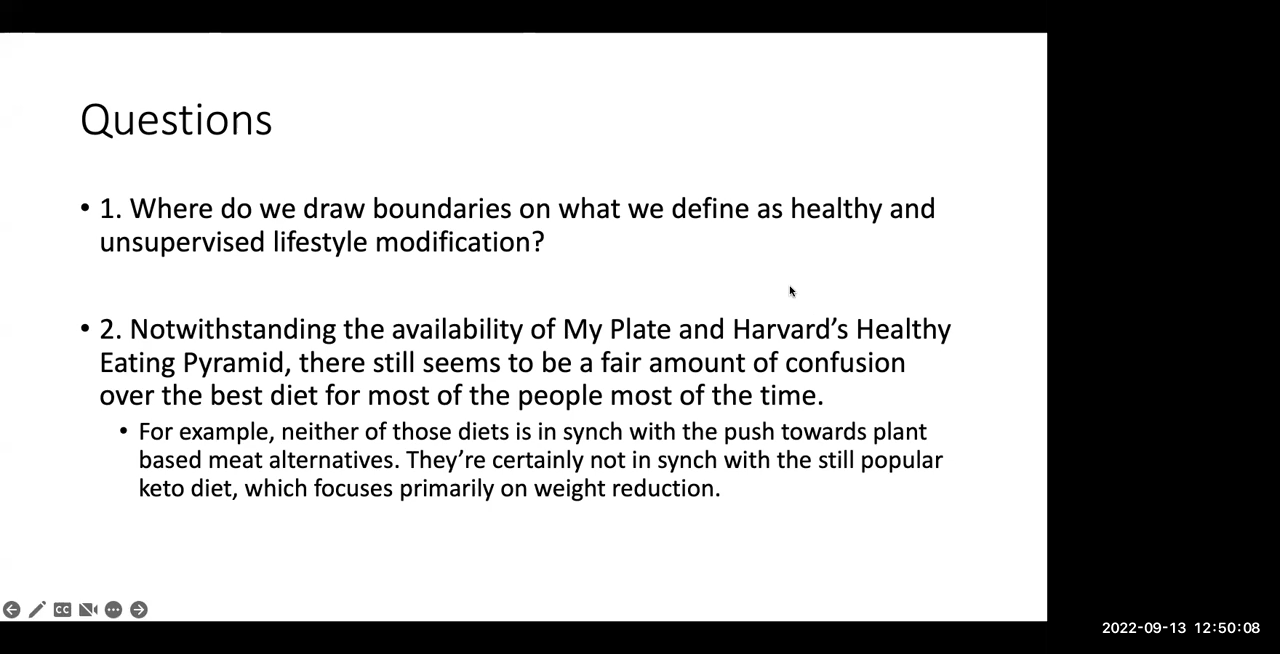 Questions
• 1. Where do we draw boundaries on what we define as healthy and
unsupervised lifestyle modification?
• 2. Notwithstanding the availability of My Plate and Harvard’s Healthy
Eating Pyramid, there still seems to be a fair amount of confusion
over the best diet for most of the people most of the time.
• For example, neither of those diets is in synch with the push towards plant
based meat alternatives. They’re certainly not in synch with the still popular
keto diet, which focuses primarily on weight reduction.
CC
2022-09-13 12:50:08